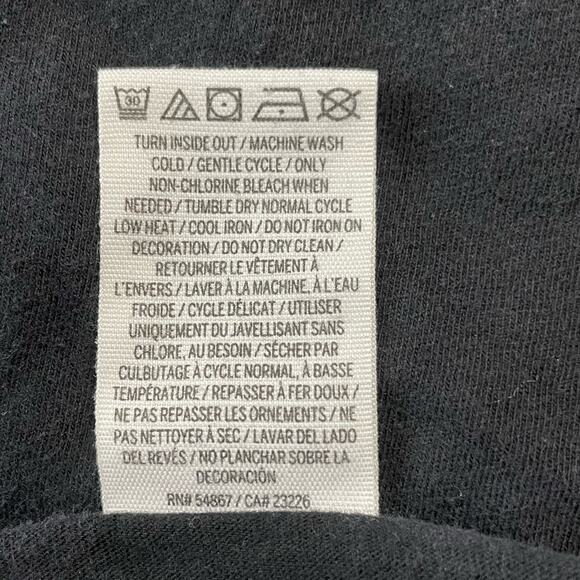 30
TURN INSIDE OUT / MACHINE WASH
COLD / GENTLE CYCLE / ONLY
NON-CHLORINE BLEACH WHEN
NEEDED / TUMBLE DRY NORMAL CYCLE
LOW HEAT / COOL IRON / DO NOT IRON ON
DECORATION / DO NOT DRY CLEAN /
RETOURNER LE VÊTEMENT À
L'ENVERS / LAVER À LA MACHINE, À L'EAU
FROIDE / CYCLE DÉLICAT / UTILISER
UNIQUEMENT DU JAVELLISANT SANS
CHLORE, AU BESOIN / SÉCHER PAR
CULBUTAGE À CYCLE NORMAL, À BASSE
TEMPÉRATURE / REPASSER À FER DOUX /
NE PAS REPASSER LES ORNEMENTS / NE
PAS NETTOYER À SEC / LAVAR DEL LADO
DEL REVÉS / NO PLANCHAR SOBRE LA
DECORACIÓN
RN# 54867 / CA# 23226